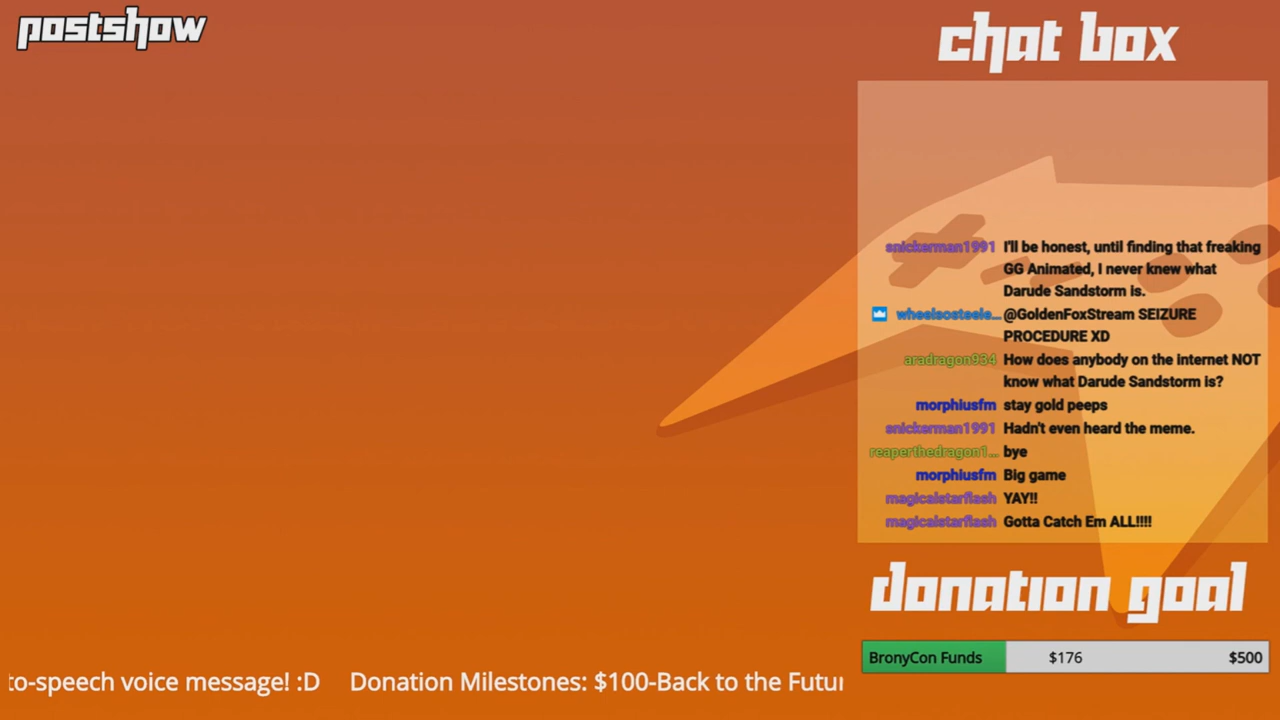 postshow
chat box
snickerman1991 I'll be honest, until finding that freaking
GG Animated, I never knew what
Darude Sandstorm is.
wheelsosteele... @GoldenFoxStream SEIZURE
PROCEDURE XD
aradragon934 How does anybody on the internet NOT
know what Darude Sandstorm is?
morphiusfm stay gold peeps
snickerman1991 Hadn't even heard the meme.
reaperthedragon1... bye
morphiusfm Big game
magicalstarflash YAY!!
magicalstarflash Gotta Catch Em ALL!!!!
donation goal
BronyCon Funds $176 $500
to-speech voice message! :D Donation Milestones: $100-Back to the Futur